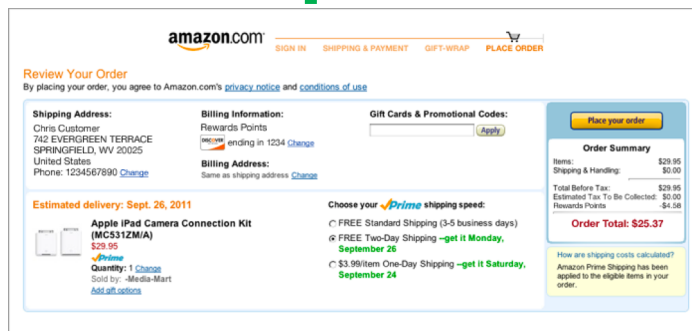 amazon.com
SIGN IN SHIPPING & PAYMENT GIFT-WRAP PLACE ORDER
Review Your Order
By placing your order, you agree to Amazon.com's privacy notice and conditions of use
Shipping Address:
Chris Customer
742 EVERGREEN TERRACE
SPRINGFIELD, WV 20025
United States
Phone: 1234567890 Change
Billing Information:
Rewards Points
DISCOVER ending in 1234 Change
Billing Address:
Same as shipping address Change
Gift Cards & Promotional Codes:
Apply
Estimated delivery: Sept. 26, 2011
Apple iPad Camera Connection Kit
(MC531ZM/A)
$29.95
Prime
Quantity: 1 Change
Sold by: -Media-Mart
Add gift options
Choose your Prime shipping speed:
FREE Standard Shipping (3-5 business days)
FREE Two-Day Shipping --get it Monday,
September 26
$3.99/item One-Day Shipping --get it Saturday,
September 24
Place your order
Order Summary
Items: $29.95
Shipping & Handling: $0.00
Total Before Tax: $29.95
Estimated Tax To Be Collected: $0.00
Rewards Points -$4.58
Order Total: $25.37
How are shipping costs calculated?
Amazon Prime Shipping has been
applied to the eligible items in your
order.